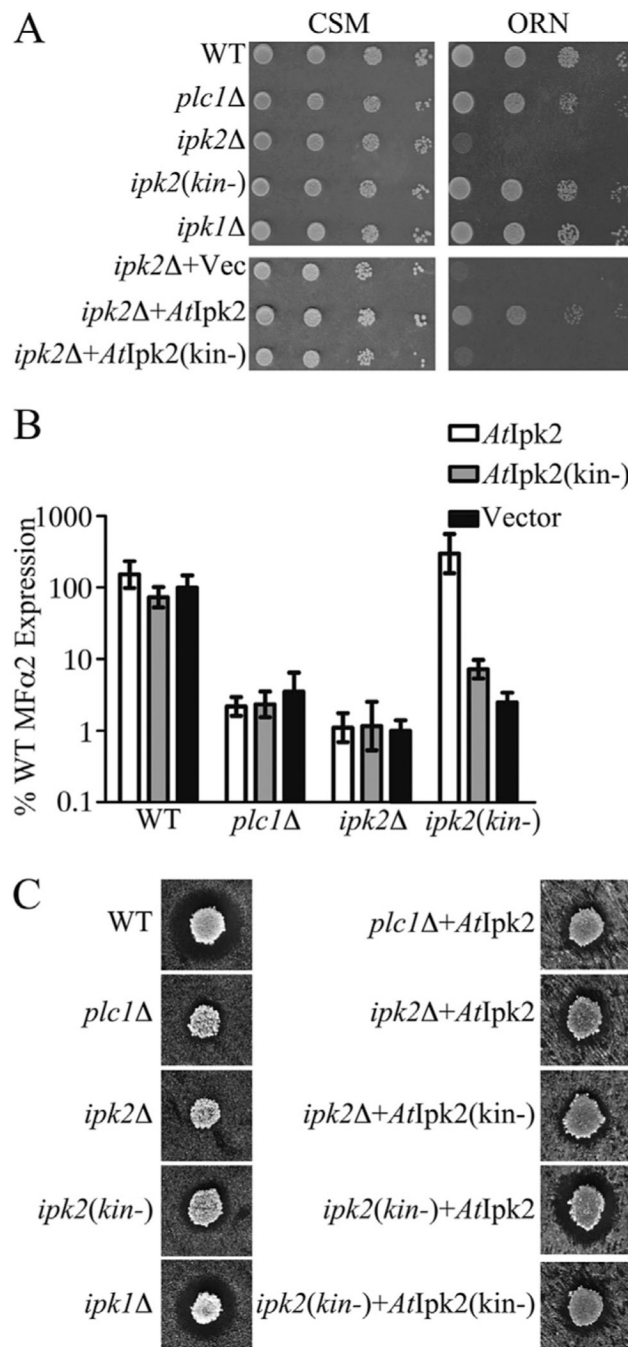 A
CSM ORN
WT
plc1Δ
ipk2Δ
ipk2(kin-)
ipk1Δ
ipk2Δ+Vec
ipk2Δ+AtIpk2
ipk2Δ+AtIpk2(kin-)
B
AtIpk2
AtIpk2(kin-)
Vector
% WT MFα2 Expression
1000
100
10
1
0.1
WT plc1Δ ipk2Δ ipk2(kin-)
C
WT plc1Δ+AtIpk2
plc1Δ ipk2Δ+AtIpk2
ipk2Δ ipk2Δ+AtIpk2(kin-)
ipk2(kin-) ipk2(kin-)+AtIpk2
ipk1Δ ipk2(kin-)+AtIpk2(kin-)